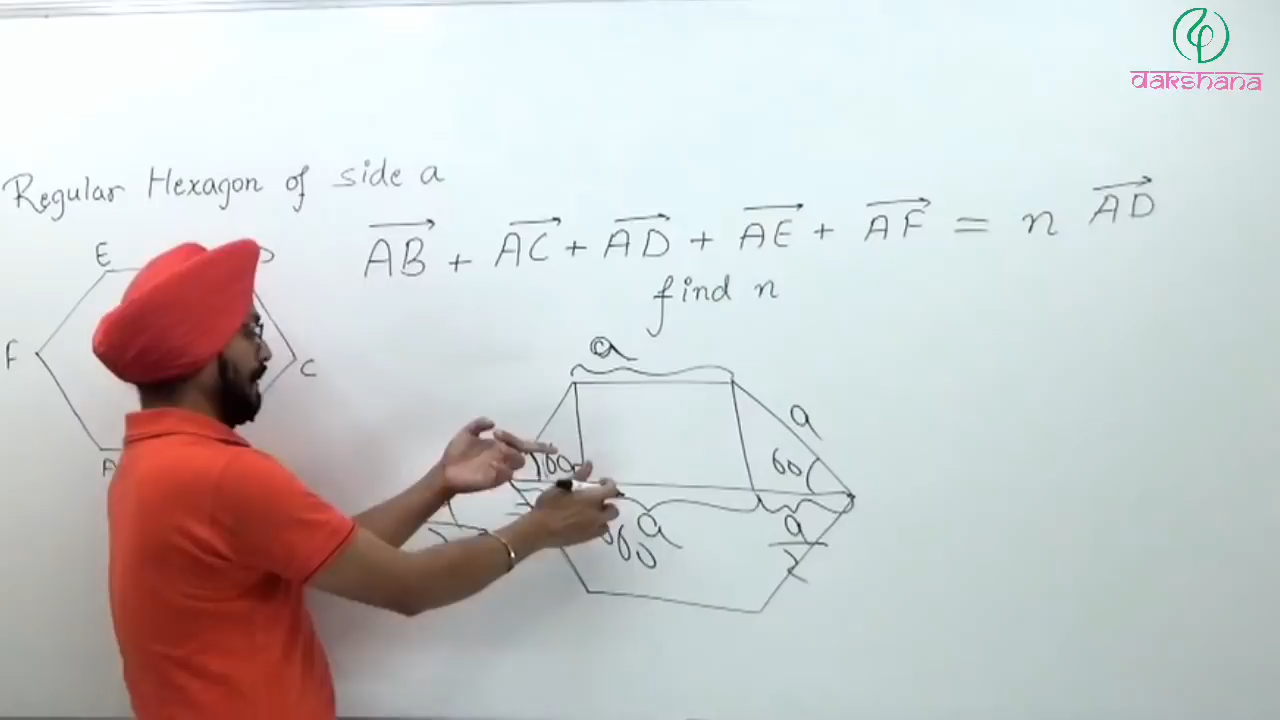 dakshana
Regular Hexagon of side a
AB + AC + AD + AE + AF = n AD
find n
E
D
F
C
A
a
a
60
60
a
a/2
60